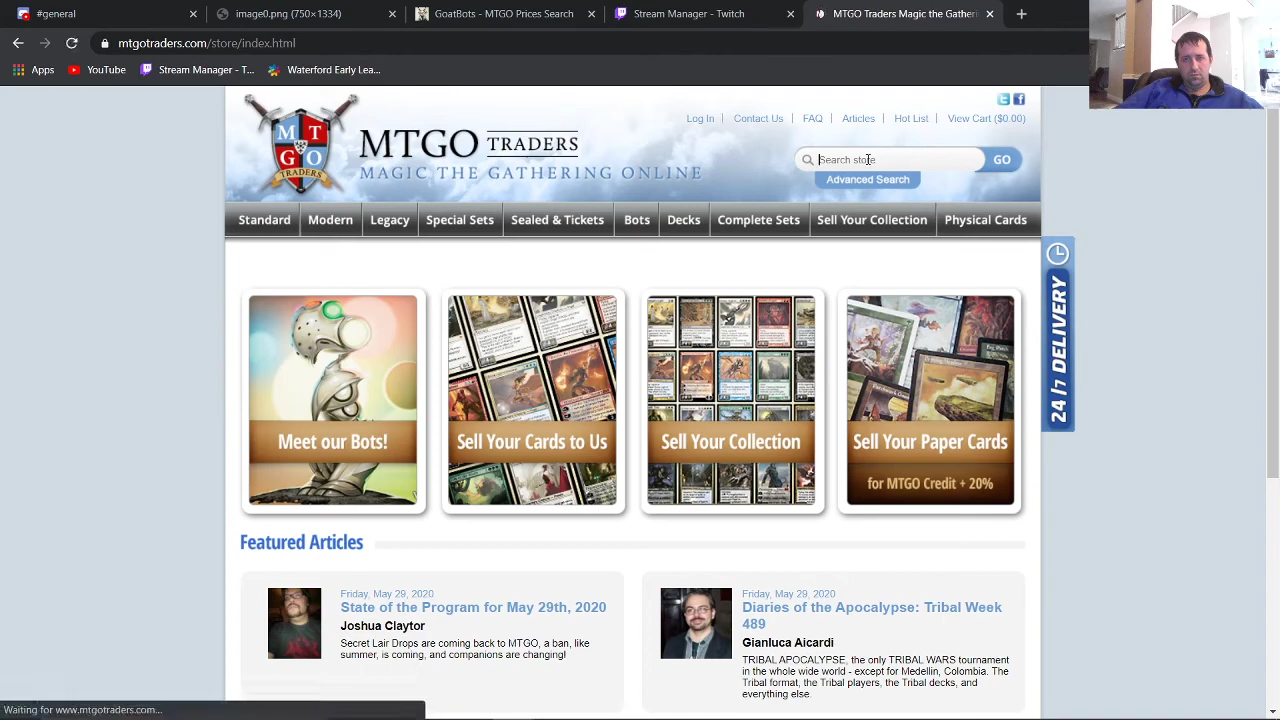 #general
image0.png (750×1334)
GoatBots - MTGO Prices Search
Stream Manager - Twitch
MTGO Traders Magic the Gatheri
mtgotraders.com/store/index.html
Apps
YouTube
Stream Manager - T...
Waterford Early Lea...
MTGO TRADERS
MAGIC THE GATHERING ONLINE
M T
G O
TRADERS
Log In
Contact Us
FAQ
Articles
Hot List
View Cart ($0.00)
Search store
GO
Advanced Search
Standard
Modern
Legacy
Special Sets
Sealed & Tickets
Bots
Decks
Complete Sets
Sell Your Collection
Physical Cards
24/7 DELIVERY
Meet our Bots!
Sell Your Cards to Us
Sell Your Collection
Sell Your Paper Cards
for MTGO Credit + 20%
Featured Articles
Friday, May 29, 2020
State of the Program for May 29th, 2020
Joshua Claytor
Secret Lair Drops are coming back to MTGO, a ban, like
summer, is coming, and companions are changing!
Friday, May 29, 2020
Diaries of the Apocalypse: Tribal Week
489
Gianluca Aicardi
TRIBAL APOCALYPSE, the only TRIBAL WARS tournament
in the whole wide world - except for Medellin, Colombia. The
Tribal format, the Tribal players, the Tribal decks, and
everything else.
Waiting for www.mtgotraders.com...